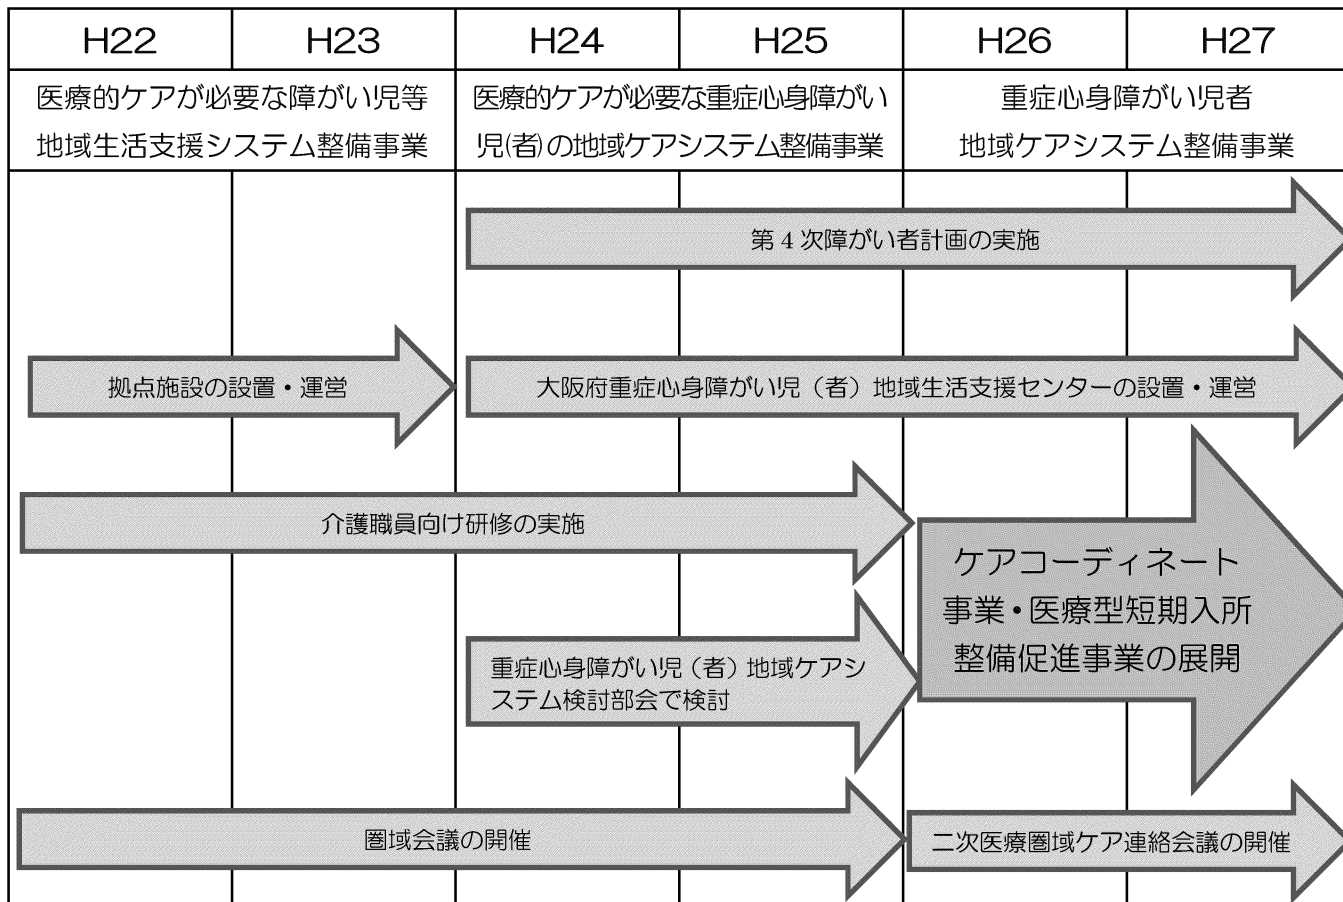 H22
H23
H24
H25
H26
H27
医療的ケアが必要な障がい児等
地域生活支援システム整備事業
医療的ケアが必要な重症心身障がい
児(者)の地域ケアシステム整備事業
重症心身障がい児者
地域ケアシステム整備事業
第4次障がい者計画の実施
拠点施設の設置・運営
大阪府重症心身障がい児(者)地域生活支援センターの設置・運営
介護職員向け研修の実施
ケアコーディネート
事業・医療型短期入所
整備促進事業の展開
重症心身障がい児(者)地域ケアシ
ステム検討部会で検討
圏域会議の開催
二次医療圏域ケア連絡会議の開催